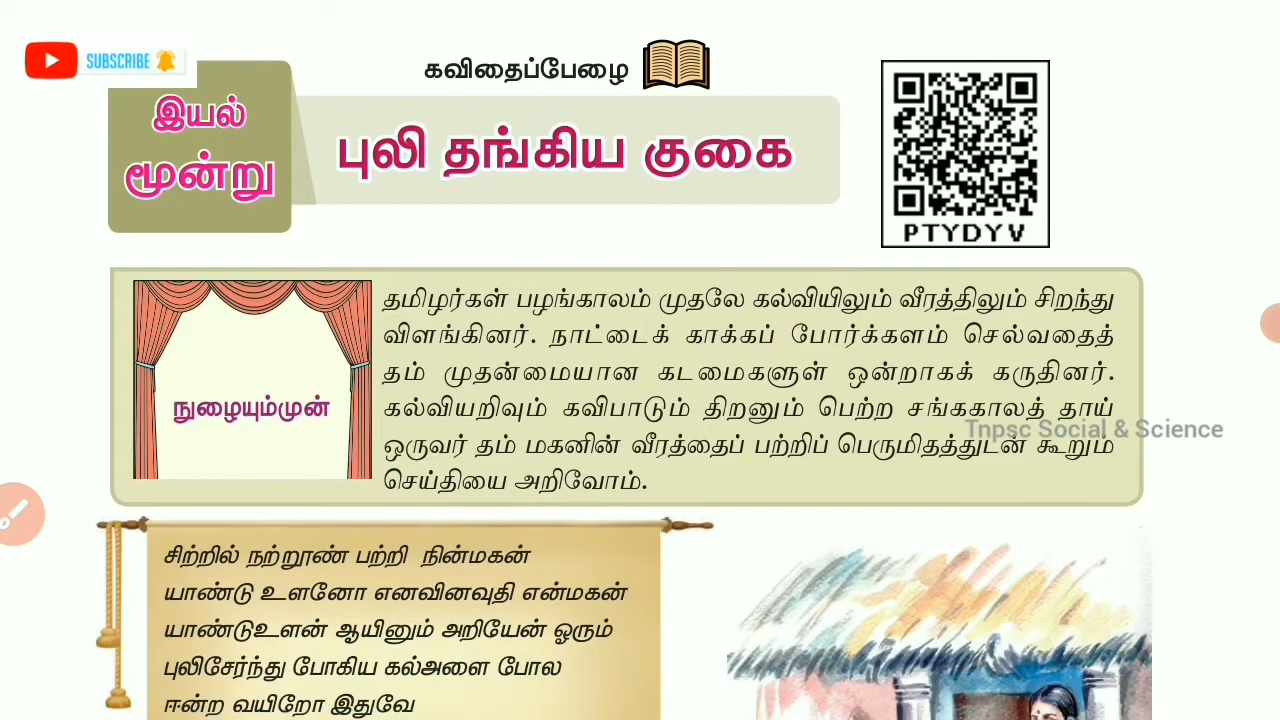 SUBSCRIBE
கவிதைப்பேழை
இயல்
மூன்று
புலி தங்கிய குகை
PTYDYV
நுழையும்முன்
தமிழர்கள் பழங்காலம் முதலே கல்வியிலும் வீரத்திலும் சிறந்து
விளங்கினர். நாட்டைக் காக்கப் போர்க்களம் செல்வதைத்
தம் முதன்மையான கடமைகளுள் ஒன்றாகக் கருதினர்.
கல்வியறிவும் கவிபாடும் திறனும் பெற்ற சங்ககாலத் தாய்
ஒருவர் தம் மகனின் வீரத்தைப் பற்றிப் பெருமிதத்துடன் கூறும்
செய்தியை அறிவோம்.
Tnpsc Social & Science
சிற்றில் நற்றூண் பற்றி நின்மகன்
யாண்டு உளனோ எனவினவுதி என்மகன்
யாண்டுஉளன் ஆயினும் அறியேன் ஓரும்
புலிசேர்ந்து போகிய கல்அளை போல
ஈன்ற வயிறோ இதுவே